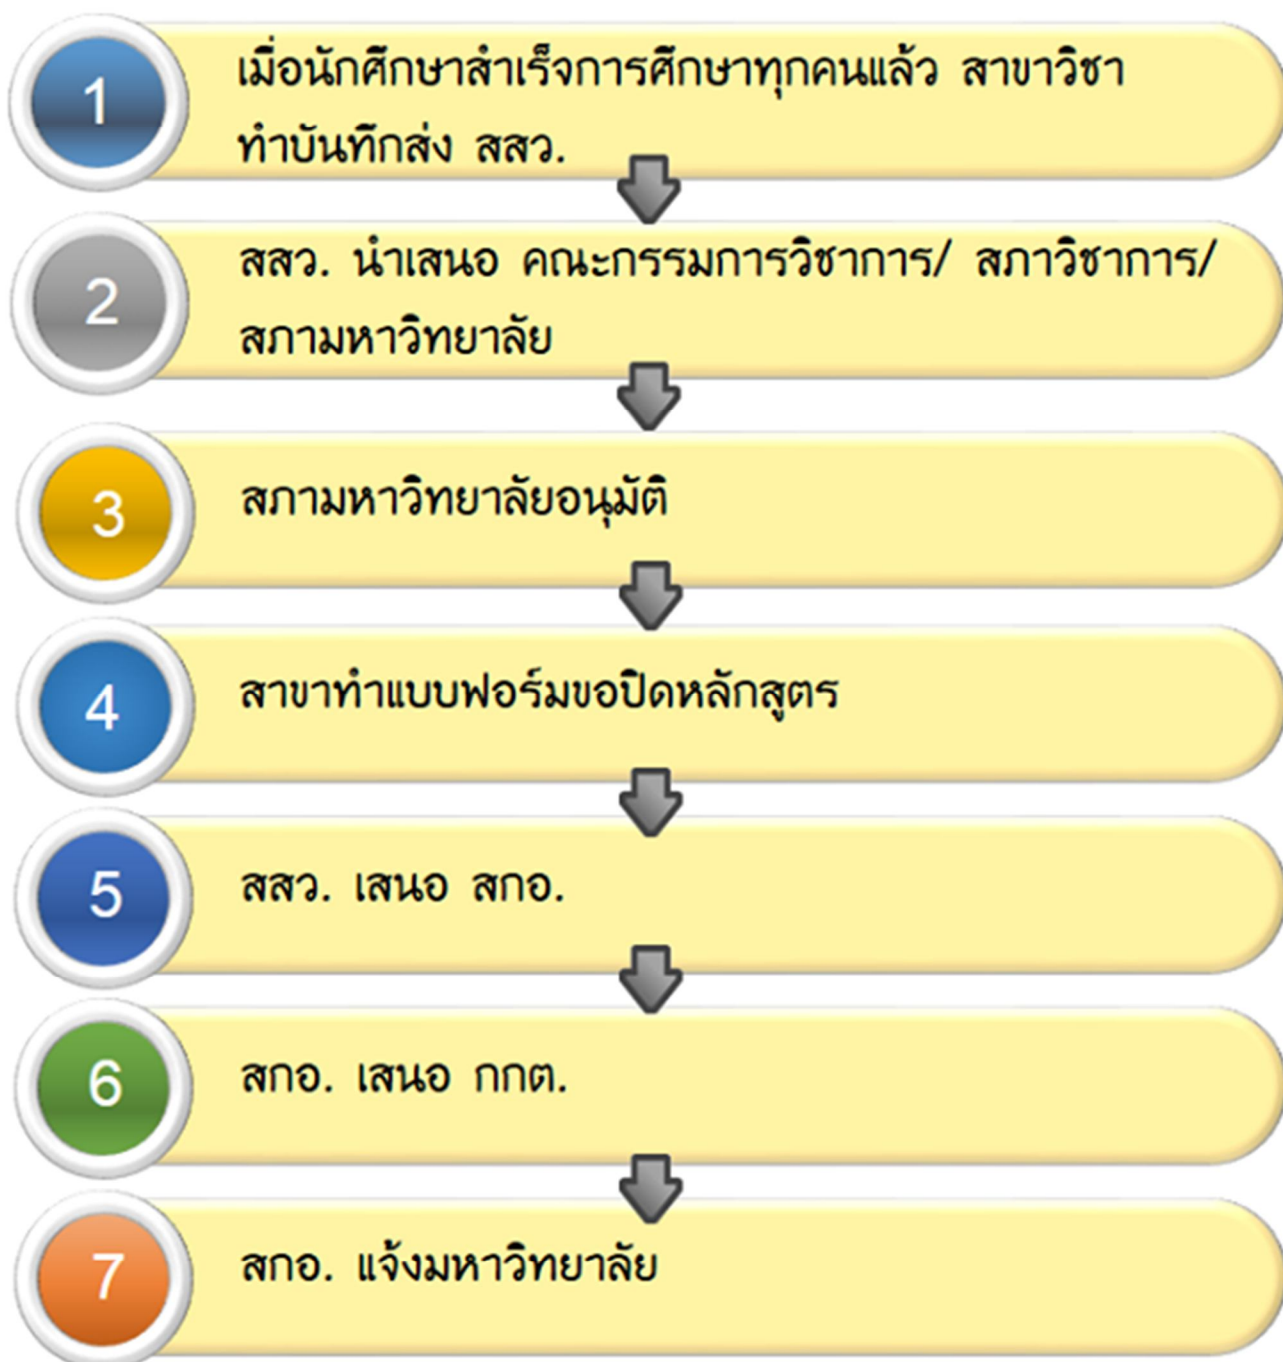 1
เมื่อนักศึกษาสำเร็จการศึกษาทุกคนแล้ว สาขาวิชา
ทำบันทึกส่ง สสว.
2
สสว. นำเสนอ คณะกรรมการวิชาการ/ สภาวิชาการ/
สภามหาวิทยาลัย
3
สภามหาวิทยาลัยอนุมัติ
4
สาขาทำแบบฟอร์มขอปิดหลักสูตร
5
สสว. เสนอ สกอ.
6
สกอ. เสนอ กกต.
7
สกอ. แจ้งมหาวิทยาลัย